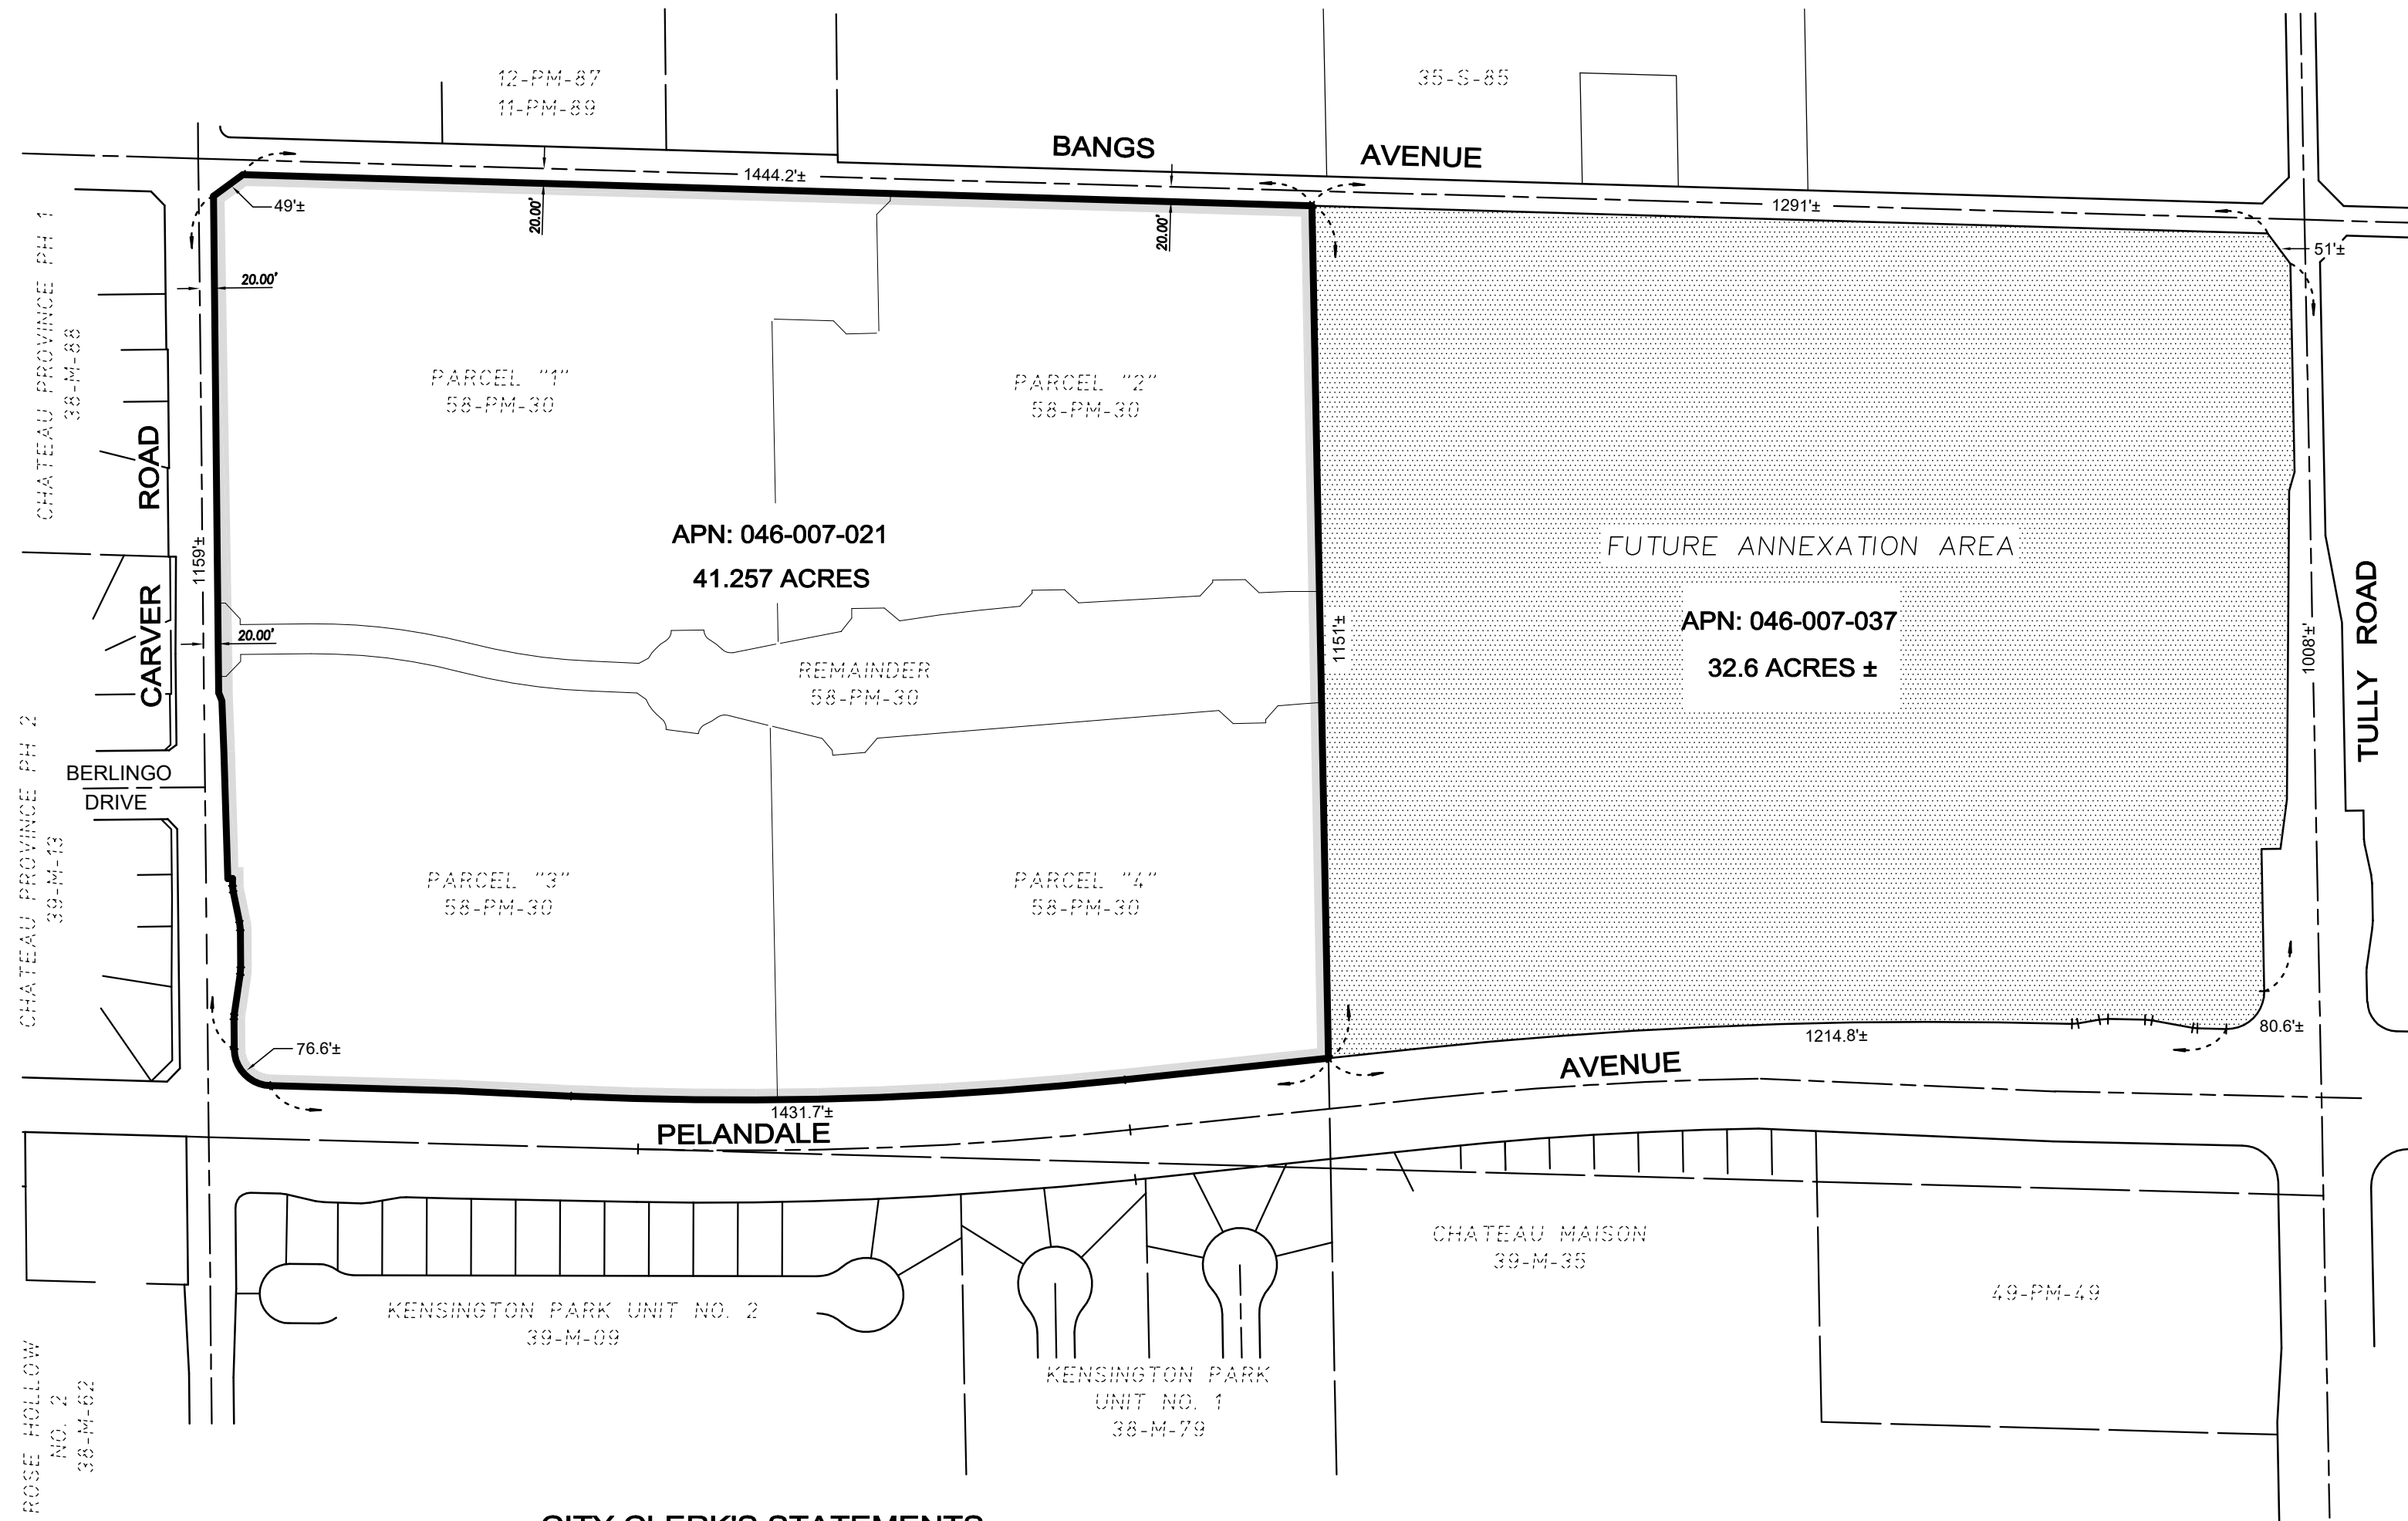 12-PM-87
11-PM-89
35-S-85
BANGS AVENUE
1444.2'±
49'±
20.00'
20.00'
1291'±
51'±
20.00'
CHATEAU PROVINCE PH 1
38-M-88
PARCEL "1"
58-PM-30
PARCEL "2"
58-PM-30
CARVER ROAD
1159'±
APN: 046-007-021
41.257 ACRES
FUTURE ANNEXATION AREA
APN: 046-007-037
32.6 ACRES ±
1151'±
1008'±'
TULLY ROAD
20.00'
REMAINDER
58-PM-30
BERLINGO
DRIVE
CHATEAU PROVINCE PH 2
39-M-13
PARCEL "3"
58-PM-30
PARCEL "4"
58-PM-30
76.6'±
1431.7'±
1214.8'±
80.6'±
PELANDALE AVENUE
CHATEAU MAISON
39-M-35
49-PM-49
KENSINGTON PARK UNIT NO. 2
39-M-09
KENSINGTON PARK
UNIT NO. 1
38-M-79
ROSE HOLLOW
NO. 2
38-M-62
CITY CLERK'S STATEMENTS